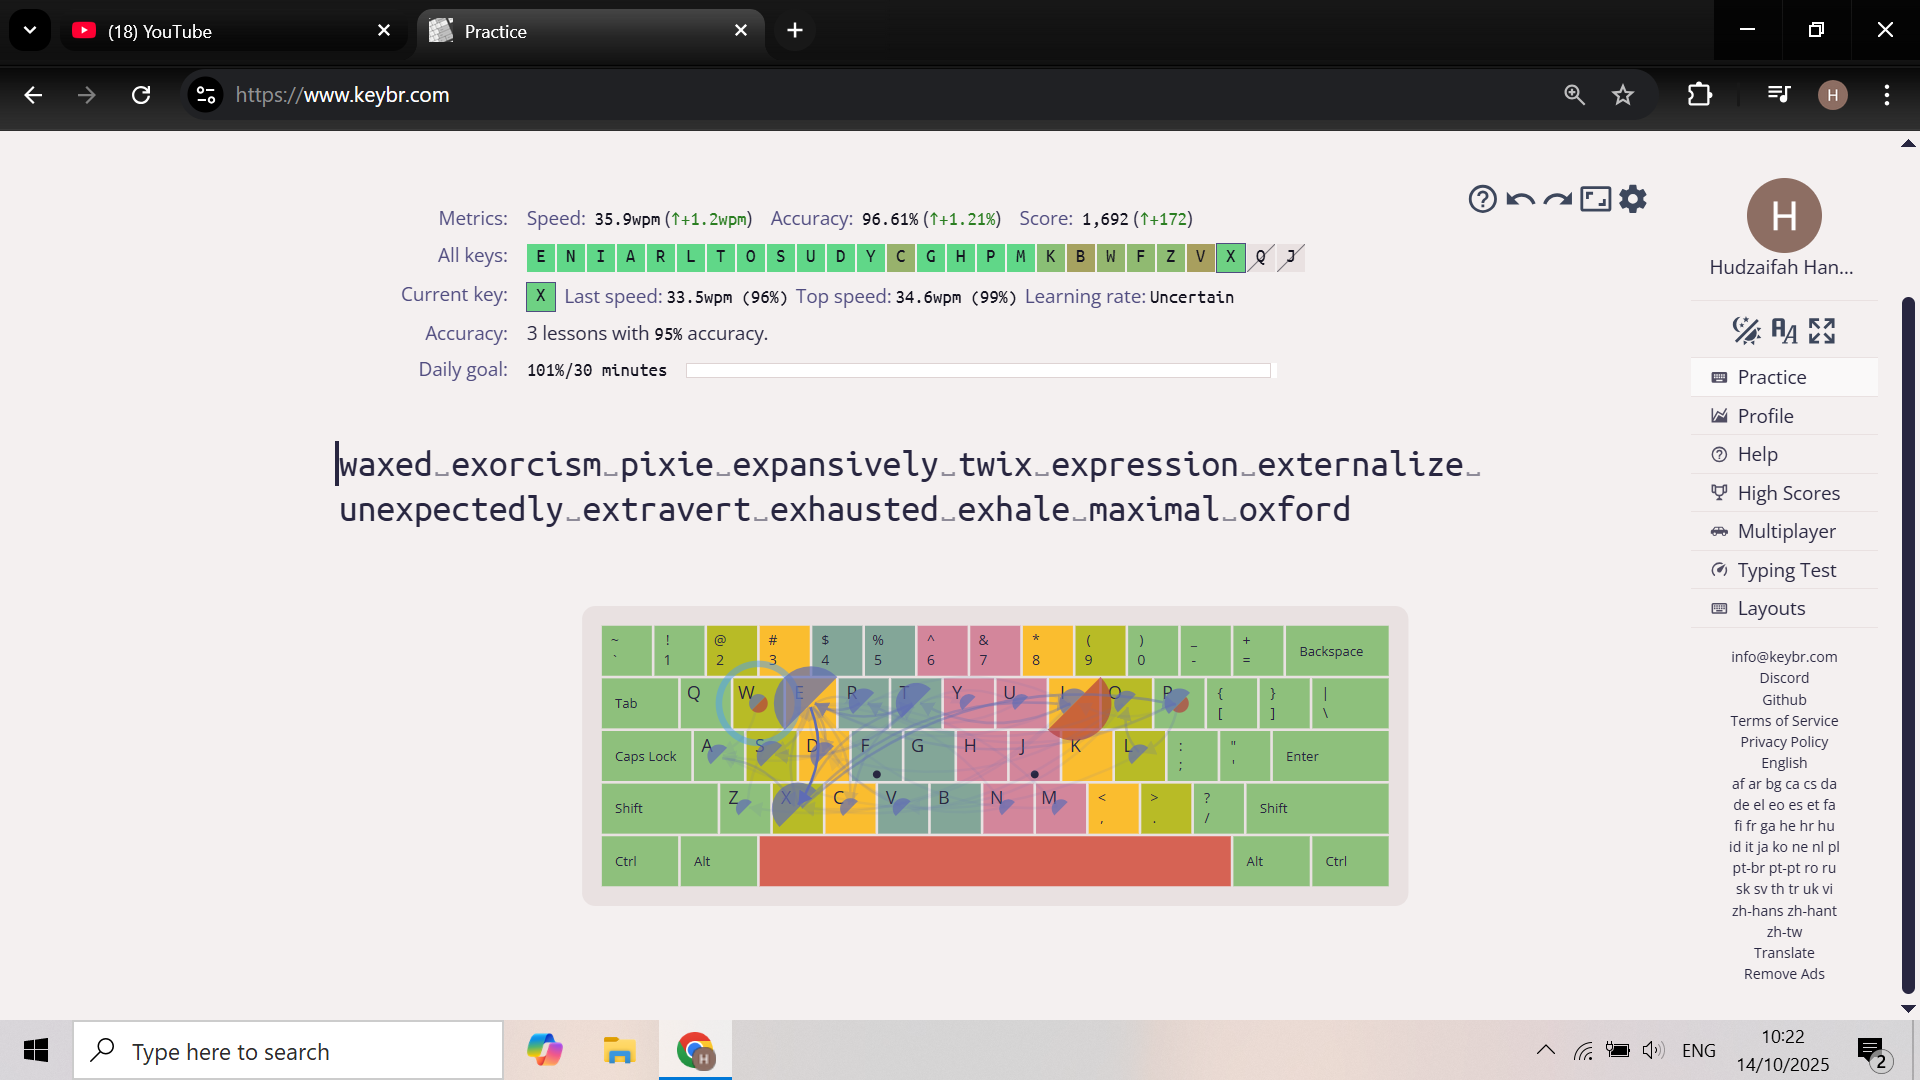 (18) YouTube
Practice
https://www.keybr.com
H
Metrics: Speed: 35.9wpm (↑+1.2wpm) Accuracy: 96.61% (↑+1.21%) Score: 1,692 (↑+172)
All keys: E N I A R L T O S U D Y C G H P M K B W F Z V X Q J
Current key: X Last speed: 33.5wpm (96%) Top speed: 34.6wpm (99%) Learning rate: Uncertain
Accuracy: 3 lessons with 95% accuracy.
Daily goal: 101%/30 minutes
waxed␣exorcism␣pixie␣expansively␣twix␣expression␣externalize␣
unexpectedly␣extravert␣exhausted␣exhale␣maximal␣oxford
~ ! @ # $ % ^ & * ( ) _ +
` 1 2 3 4 5 6 7 8 9 0 - = Backspace
Tab Q W E R T Y U I O P { } |
[ ] \
Caps Lock A S D F G H J K L : " Enter
; '
Shift Z X C V B N M < > ? Shift
, . /
Ctrl Alt Alt Ctrl
H
Hudzaifah Han...
Practice
Profile
Help
High Scores
Multiplayer
Typing Test
Layouts
info@keybr.com
Discord
Github
Terms of Service
Privacy Policy
English
af ar bg ca cs da
de el eo es et fa
fi fr ga he hr hu
id it ja ko ne nl pl
pt-br pt-pt ro ru
sk sv th tr uk vi
zh-hans zh-hant
zh-tw
Translate
Remove Ads
Type here to search
H
ENG
10:22
14/10/2025
2